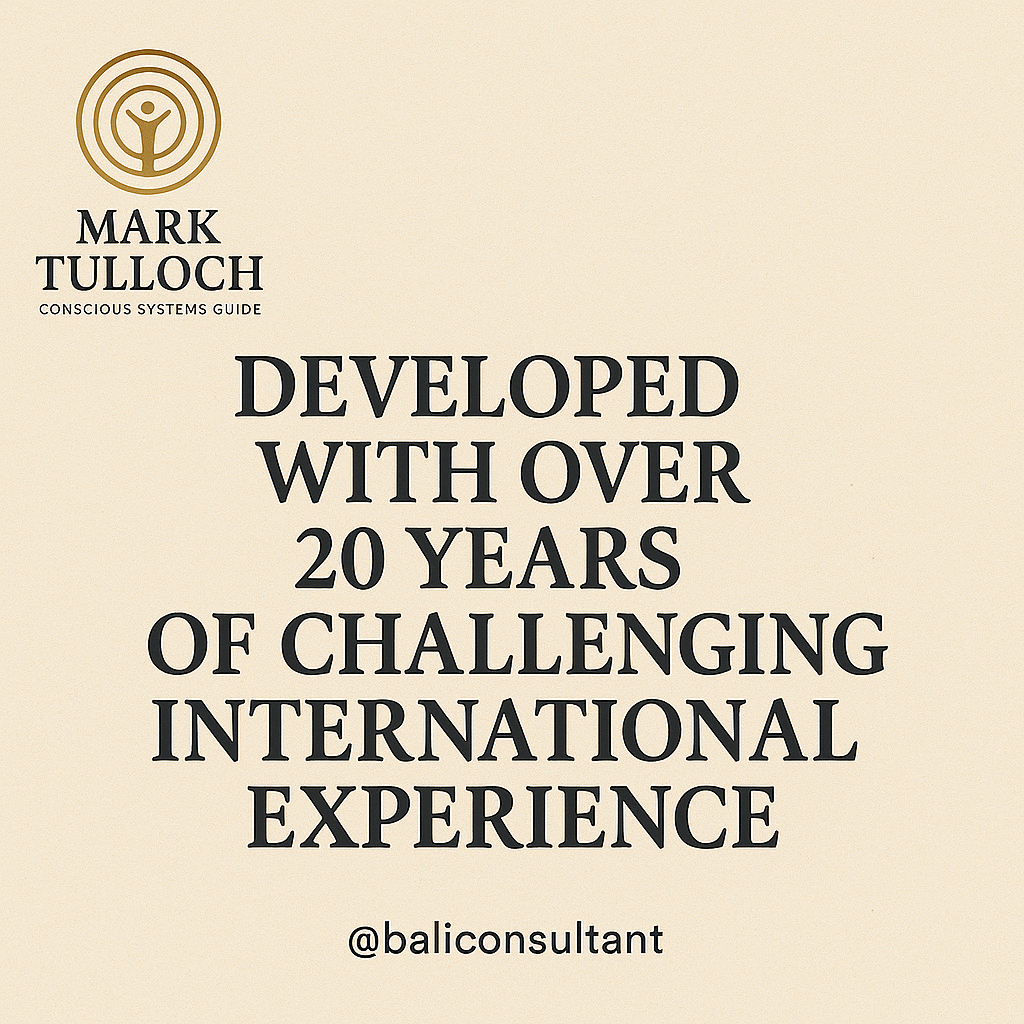 MARK
TULLOCH
CONSCIOUS SYSTEMS GUIDE
DEVELOPED
WITH OVER
20 YEARS
OF CHALLENGING
INTERNATIONAL
EXPERIENCE
@baliconsultant